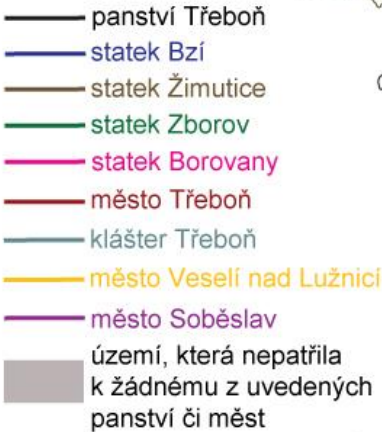 panství Třeboň
statek Bzí
statek Žimutice
statek Zborov
statek Borovany
město Třeboň
klášter Třeboň
město Veselí nad Lužnicí
město Soběslav
území, která nepatřila
k žádnému z uvedených
panství či měst